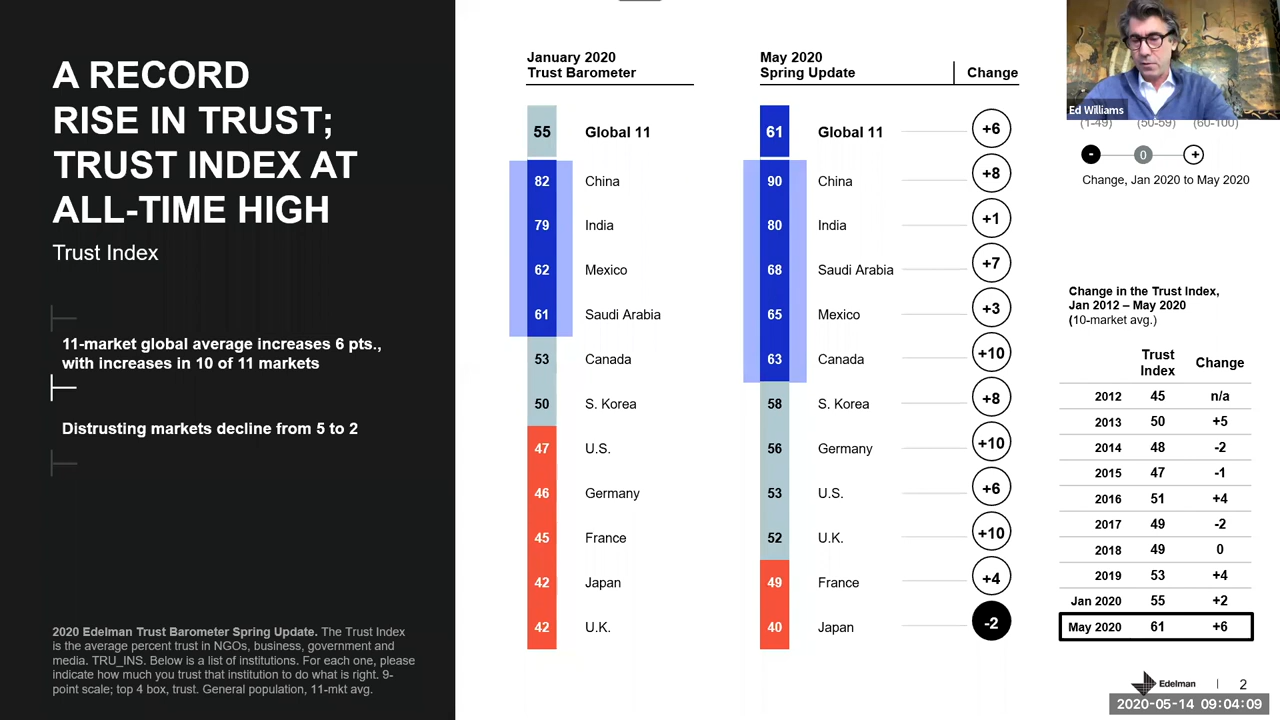 A RECORD
RISE IN TRUST;
TRUST INDEX AT
ALL-TIME HIGH
Trust Index
11-market global average increases 6 pts.,
with increases in 10 of 11 markets
Distrusting markets decline from 5 to 2
2020 Edelman Trust Barometer Spring Update. The Trust Index
is the average percent trust in NGOs, business, government and
media. TRU_INS. Below is a list of institutions. For each one, please
indicate how much you trust that institution to do what is right. 9-
point scale; top 4 box, trust. General population, 11-mkt avg.
January 2020
Trust Barometer
55 Global 11
82 China
79 India
62 Mexico
61 Saudi Arabia
53 Canada
50 S. Korea
47 U.S.
46 Germany
45 France
42 Japan
42 U.K.
May 2020
Spring Update Change
61 Global 11 +6
90 China +8
80 India +1
68 Saudi Arabia +7
65 Mexico +3
63 Canada +10
58 S. Korea +8
56 Germany +10
53 U.S. +6
52 U.K. +10
49 France +4
40 Japan -2
Ed Williams
(1-49) (50-59) (60-100)
- 0 +
Change, Jan 2020 to May 2020
Change in the Trust Index,
Jan 2012 – May 2020
(10-market avg.)
Trust
Index Change
2012 45 n/a
2013 50 +5
2014 48 -2
2015 47 -1
2016 51 +4
2017 49 -2
2018 49 0
2019 53 +4
Jan 2020 55 +2
May 2020 61 +6
Edelman | 2
2020-05-14 09:04:09